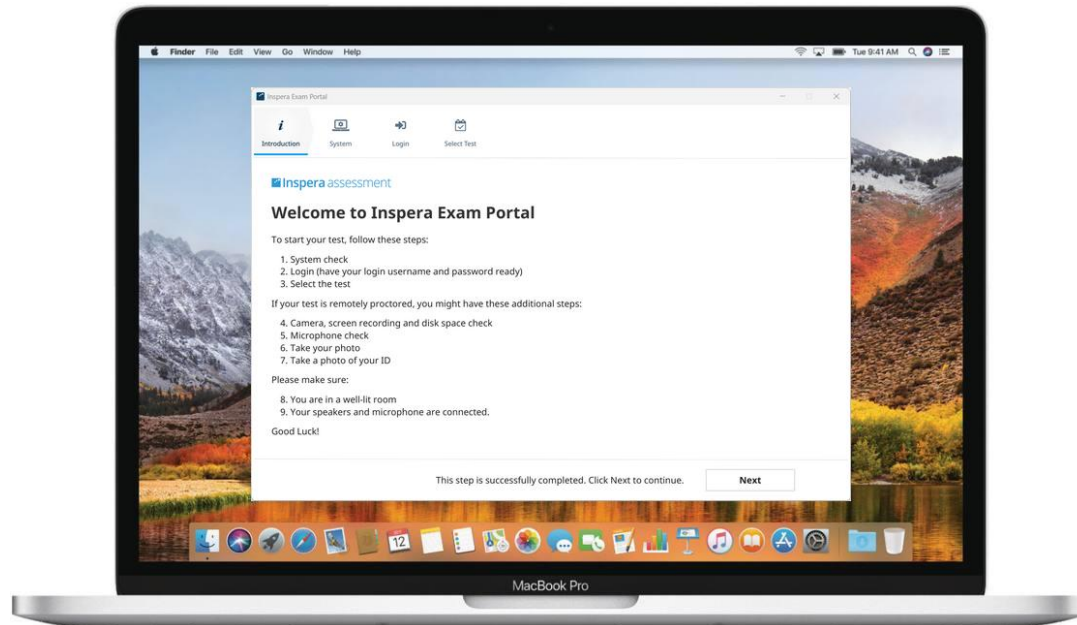 Finder File Edit View Go Window Help
Tue 9:41 AM
Inspera Exam Portal
Introduction System Login Select Test
Inspera assessment
Welcome to Inspera Exam Portal
To start your test, follow these steps:
1. System check
2. Login (have your login username and password ready)
3. Select the test
If your test is remotely proctored, you might have these additional steps:
4. Camera, screen recording and disk space check
5. Microphone check
6. Take your photo
7. Take a photo of your ID
Please make sure:
8. You are in a well-lit room
9. Your speakers and microphone are connected.
Good Luck!
This step is successfully completed. Click Next to continue. Next
12
MacBook Pro